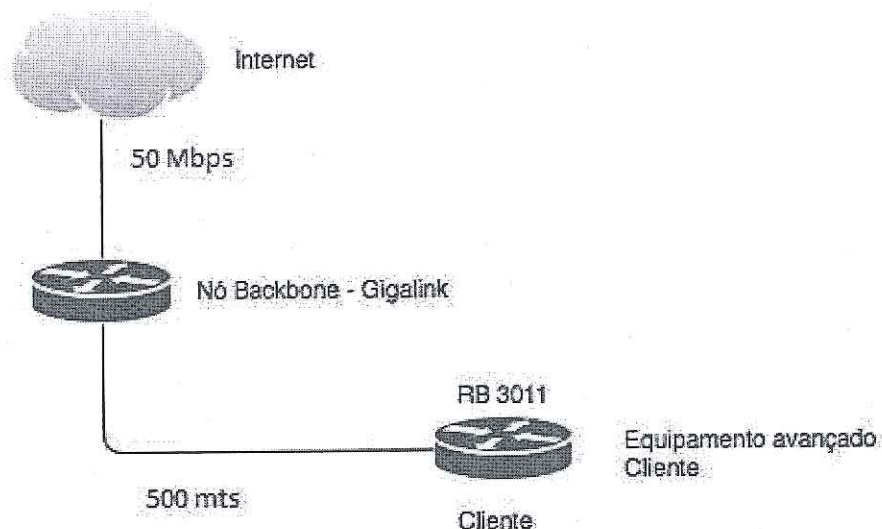 Internet
50 Mbps
Nó Backbone - Gigalink
RB 3011
Equipamento avançado
Cliente
500 mts
Cliente